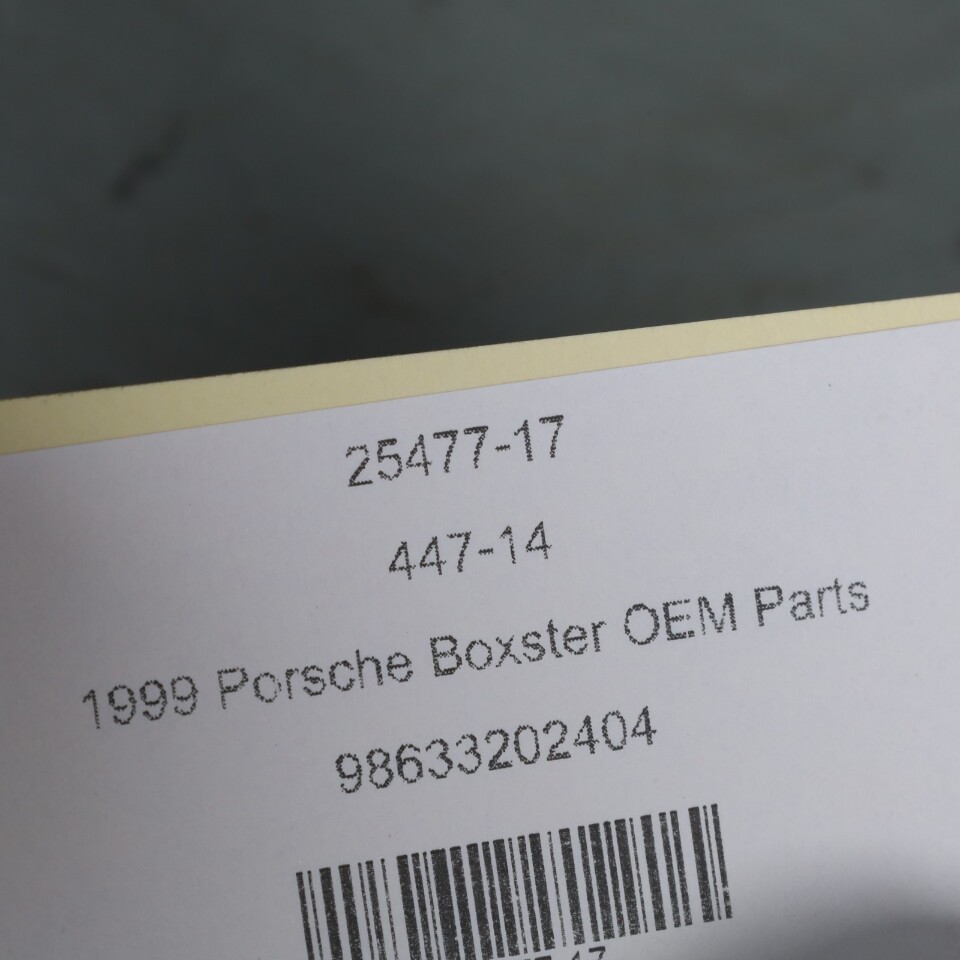 25477-17
447-14
1999 Porsche Boxster OEM Parts
98633202404